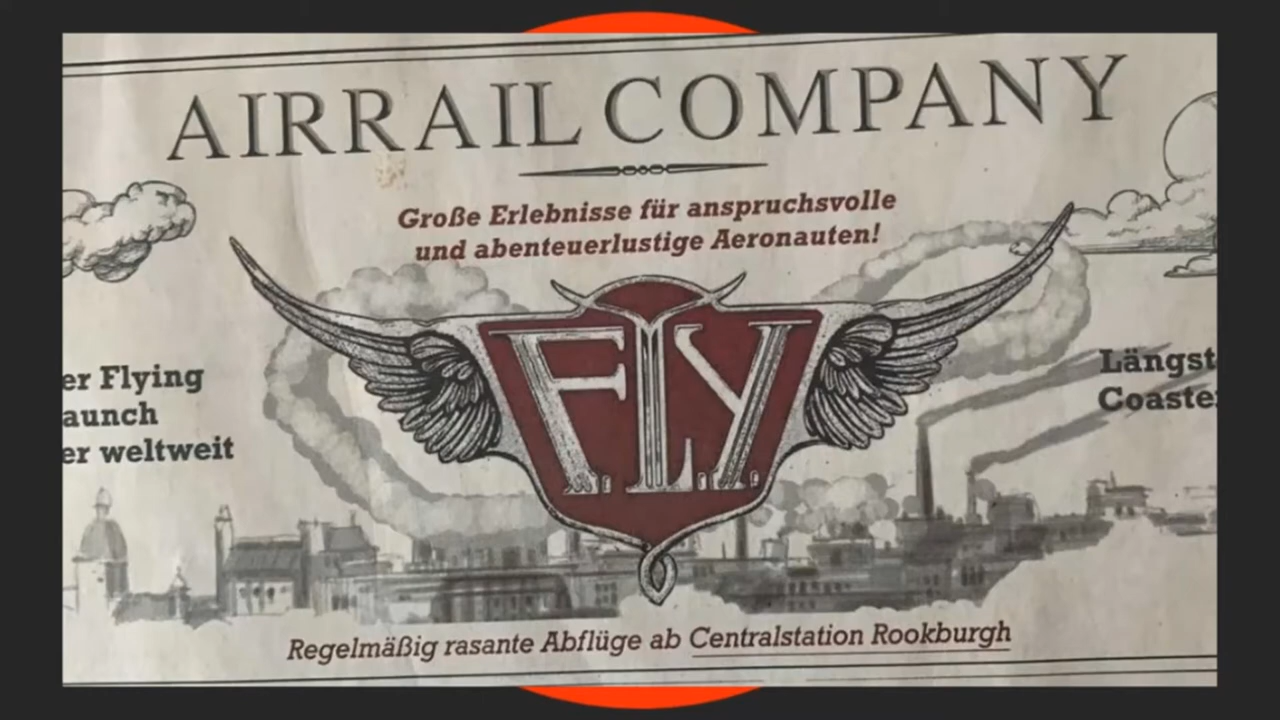 AIRRAIL COMPANY
Große Erlebnisse für anspruchsvolle
und abenteuerlustige Aeronauten!
F.L.Y.
er Flying
aunch
er weltweit
Längst
Coaste
Regelmäßig rasante Abflüge ab Centralstation Rookburgh